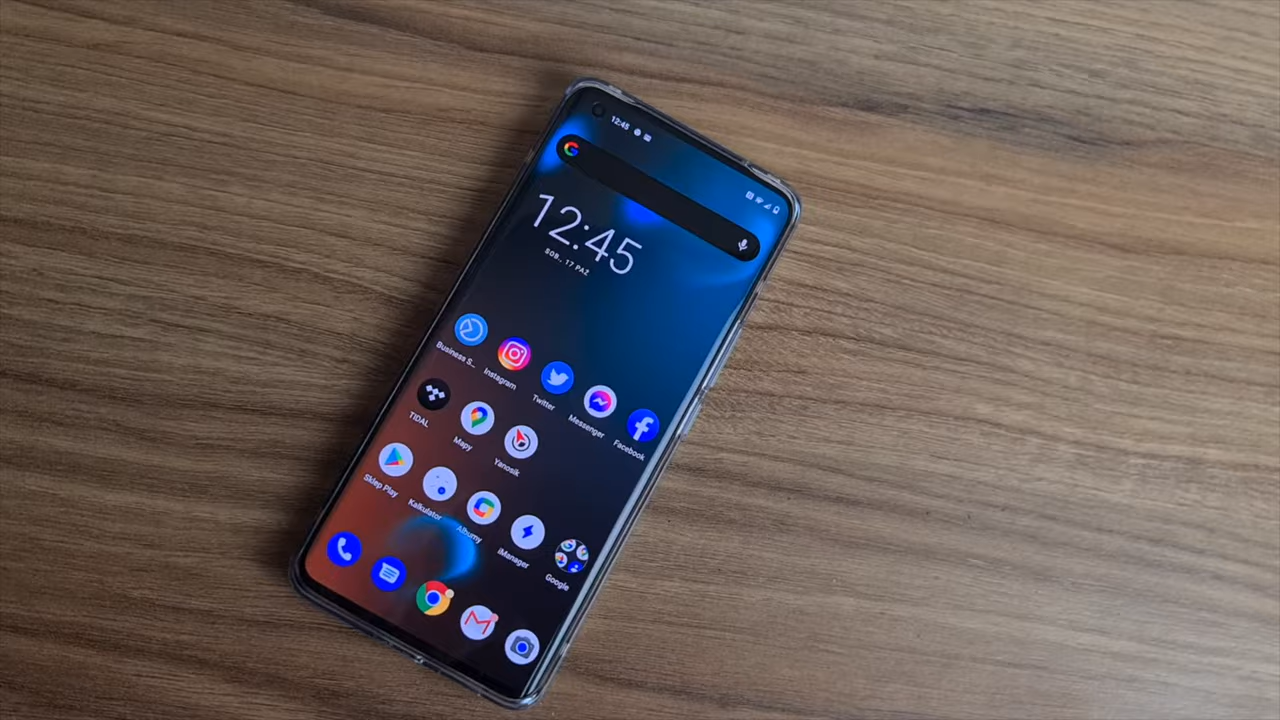 12:45
G
12:45
SOB., 17 PAŹ
Business S...
Instagram
Twitter
Messenger
Facebook
TIDAL
Mapy
Yanosik
Sklep Play
Kalkulator
Albumy
iManager
Google